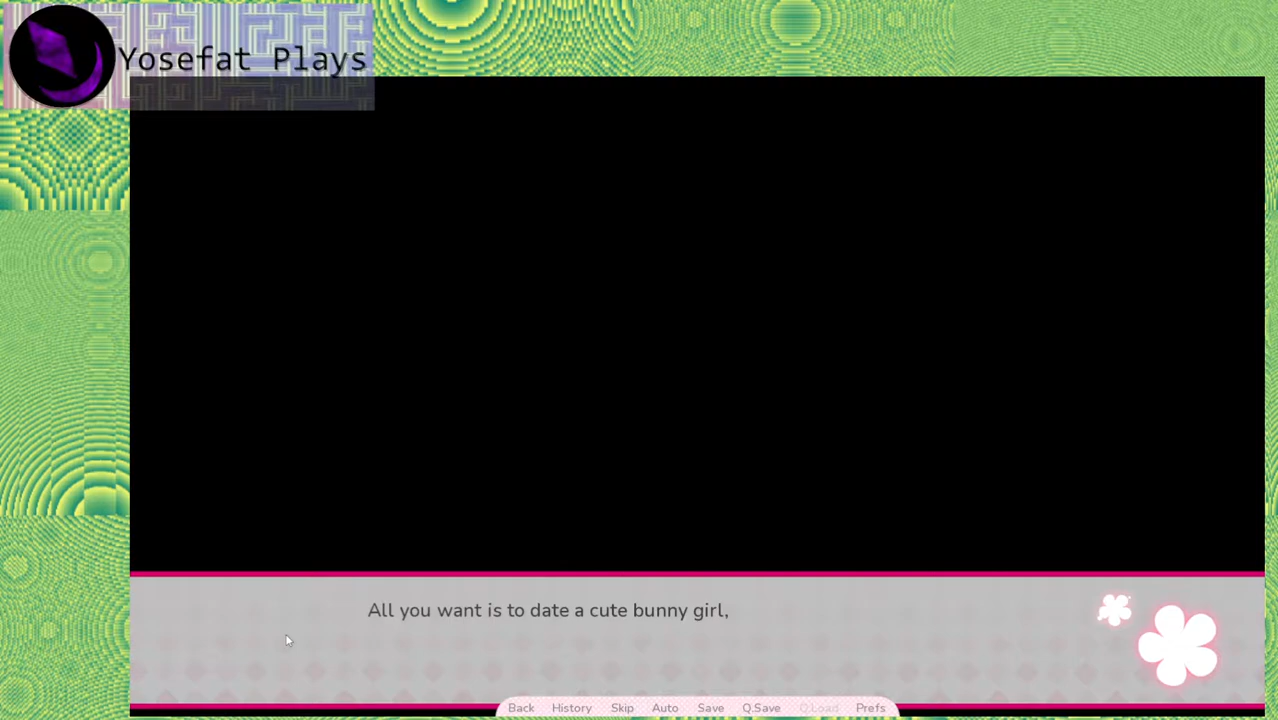 Yosefat Plays
All you want is to date a cute bunny girl,
Back History Skip Auto Save Q.Save Q.Load Prefs